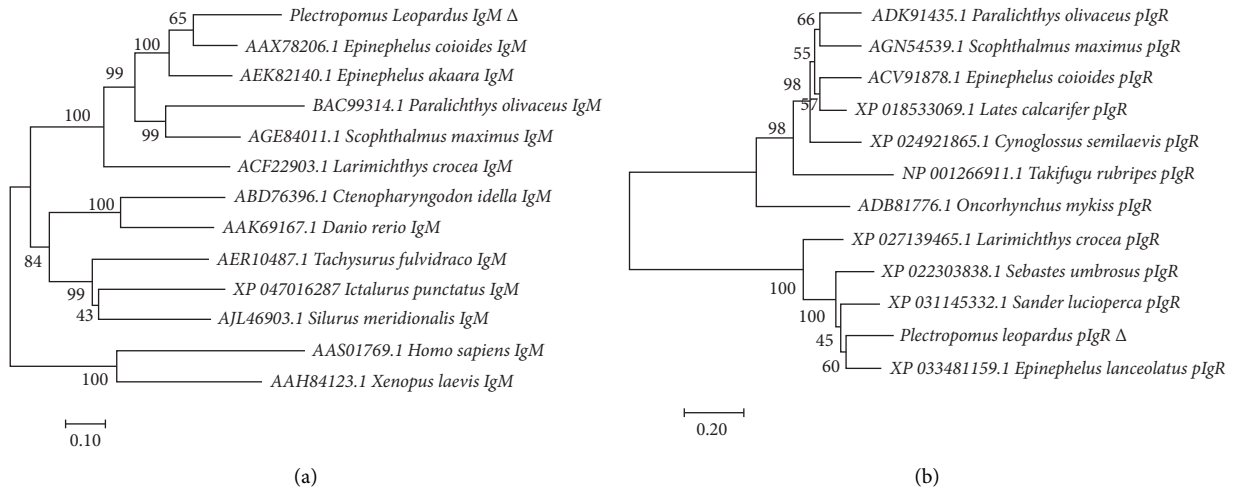 65
Plectropomus Leopardus IgM Δ
100
AAX78206.1 Epinephelus coioides IgM
99
AEK82140.1 Epinephelus akaara IgM
100
BAC99314.1 Paralichthys olivaceus IgM
99
AGE84011.1 Scophthalmus maximus IgM
ACF22903.1 Larimichthys crocea IgM
100
ABD76396.1 Ctenopharyngodon idella IgM
AAK69167.1 Danio rerio IgM
84
AER10487.1 Tachysurus fulvidraco IgM
99
XP 047016287 Ictalurus punctatus IgM
43
AJL46903.1 Silurus meridionalis IgM
AAS01769.1 Homo sapiens IgM
100
AAH84123.1 Xenopus laevis IgM
0.10
(a)
66
ADK91435.1 Paralichthys olivaceus pIgR
55
AGN54539.1 Scophthalmus maximus pIgR
98
ACV91878.1 Epinephelus coioides pIgR
57
XP 018533069.1 Lates calcarifer pIgR
98
XP 024921865.1 Cynoglossus semilaevis pIgR
NP 001266911.1 Takifugu rubripes pIgR
ADB81776.1 Oncorhynchus mykiss pIgR
XP 027139465.1 Larimichthys crocea pIgR
100
XP 022303838.1 Sebastes umbrosus pIgR
100
XP 031145332.1 Sander lucioperca pIgR
45
Plectropomus leopardus pIgR Δ
60
XP 033481159.1 Epinephelus lanceolatus pIgR
0.20
(b)